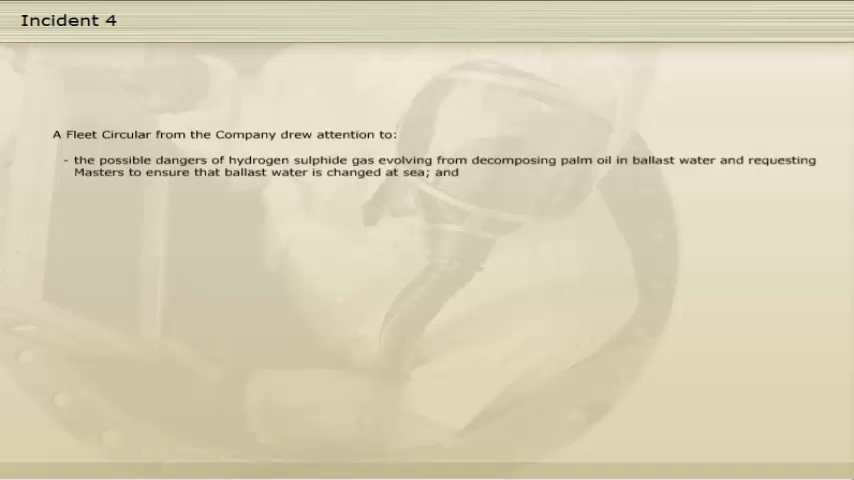 Incident 4
A Fleet Circular from the Company drew attention to:
- the possible dangers of hydrogen sulphide gas evolving from decomposing palm oil in ballast water and requesting
Masters to ensure that ballast water is changed at sea; and